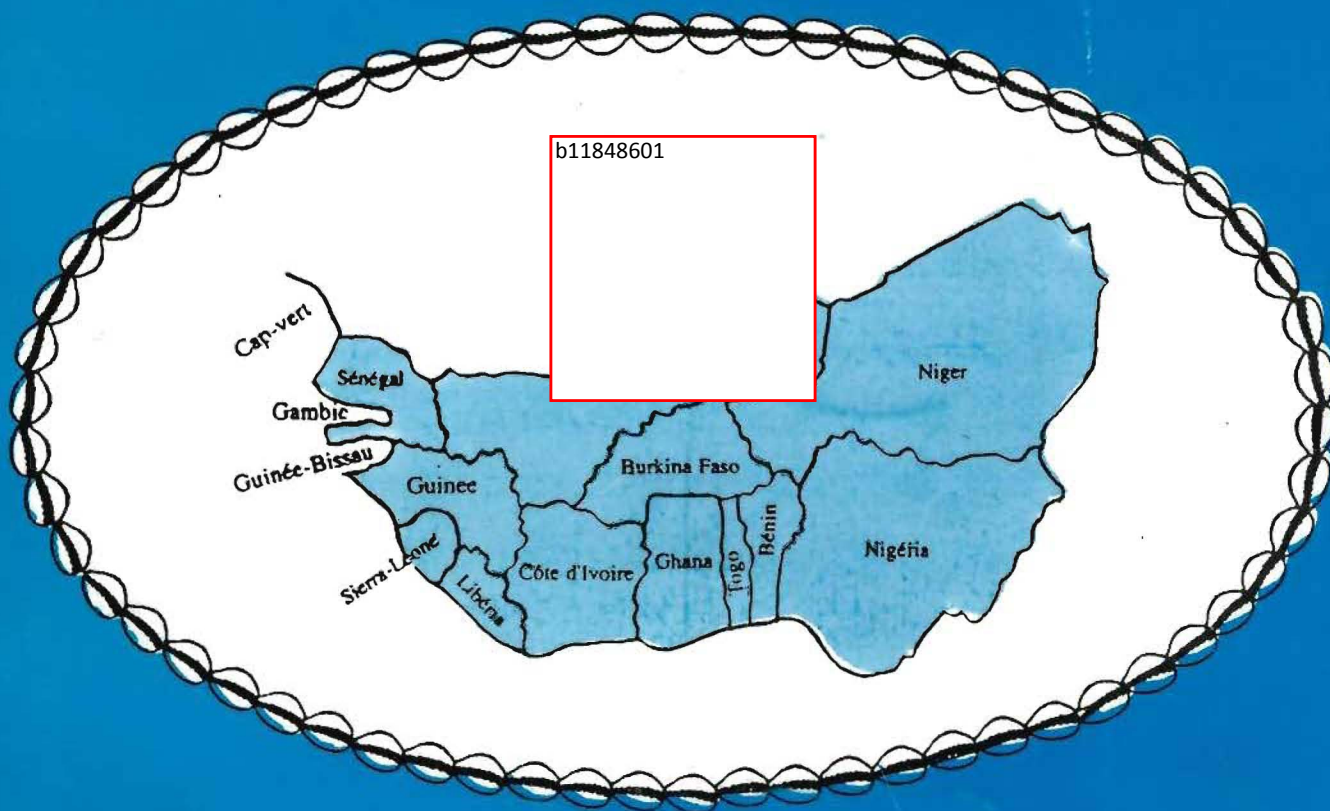 b11848601
Cap-vert
Sénégal
Niger
Gambie
Guinée-Bissau
Burkina Faso
Guinee
Sierra-Léone
Libéria
Côte d'Ivoire
Ghana
Togo
Bénin
Nigéria